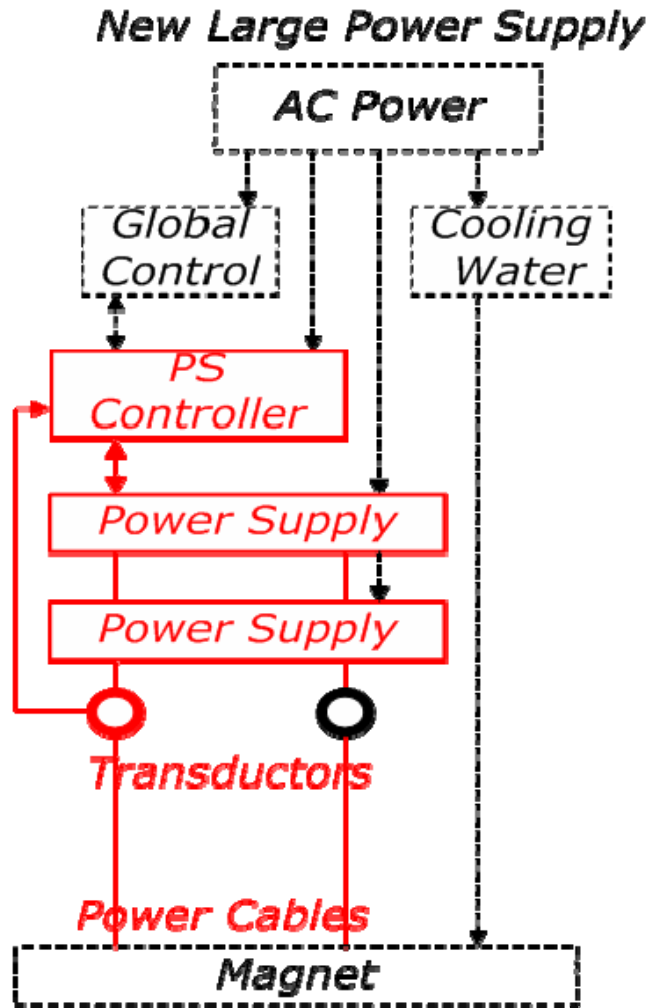 New Large Power Supply
AC Power
Global
Control
Cooling
Water
PS
Controller
Power Supply
Power Supply
Transductors
Power Cables
Magnet